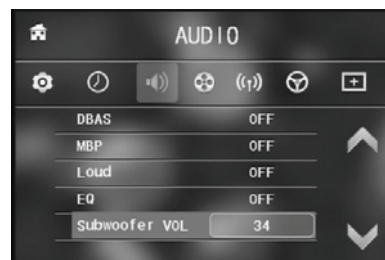 AUDIO
DBAS OFF
MBP OFF
Loud OFF
EQ OFF
Subwoofer VOL 34